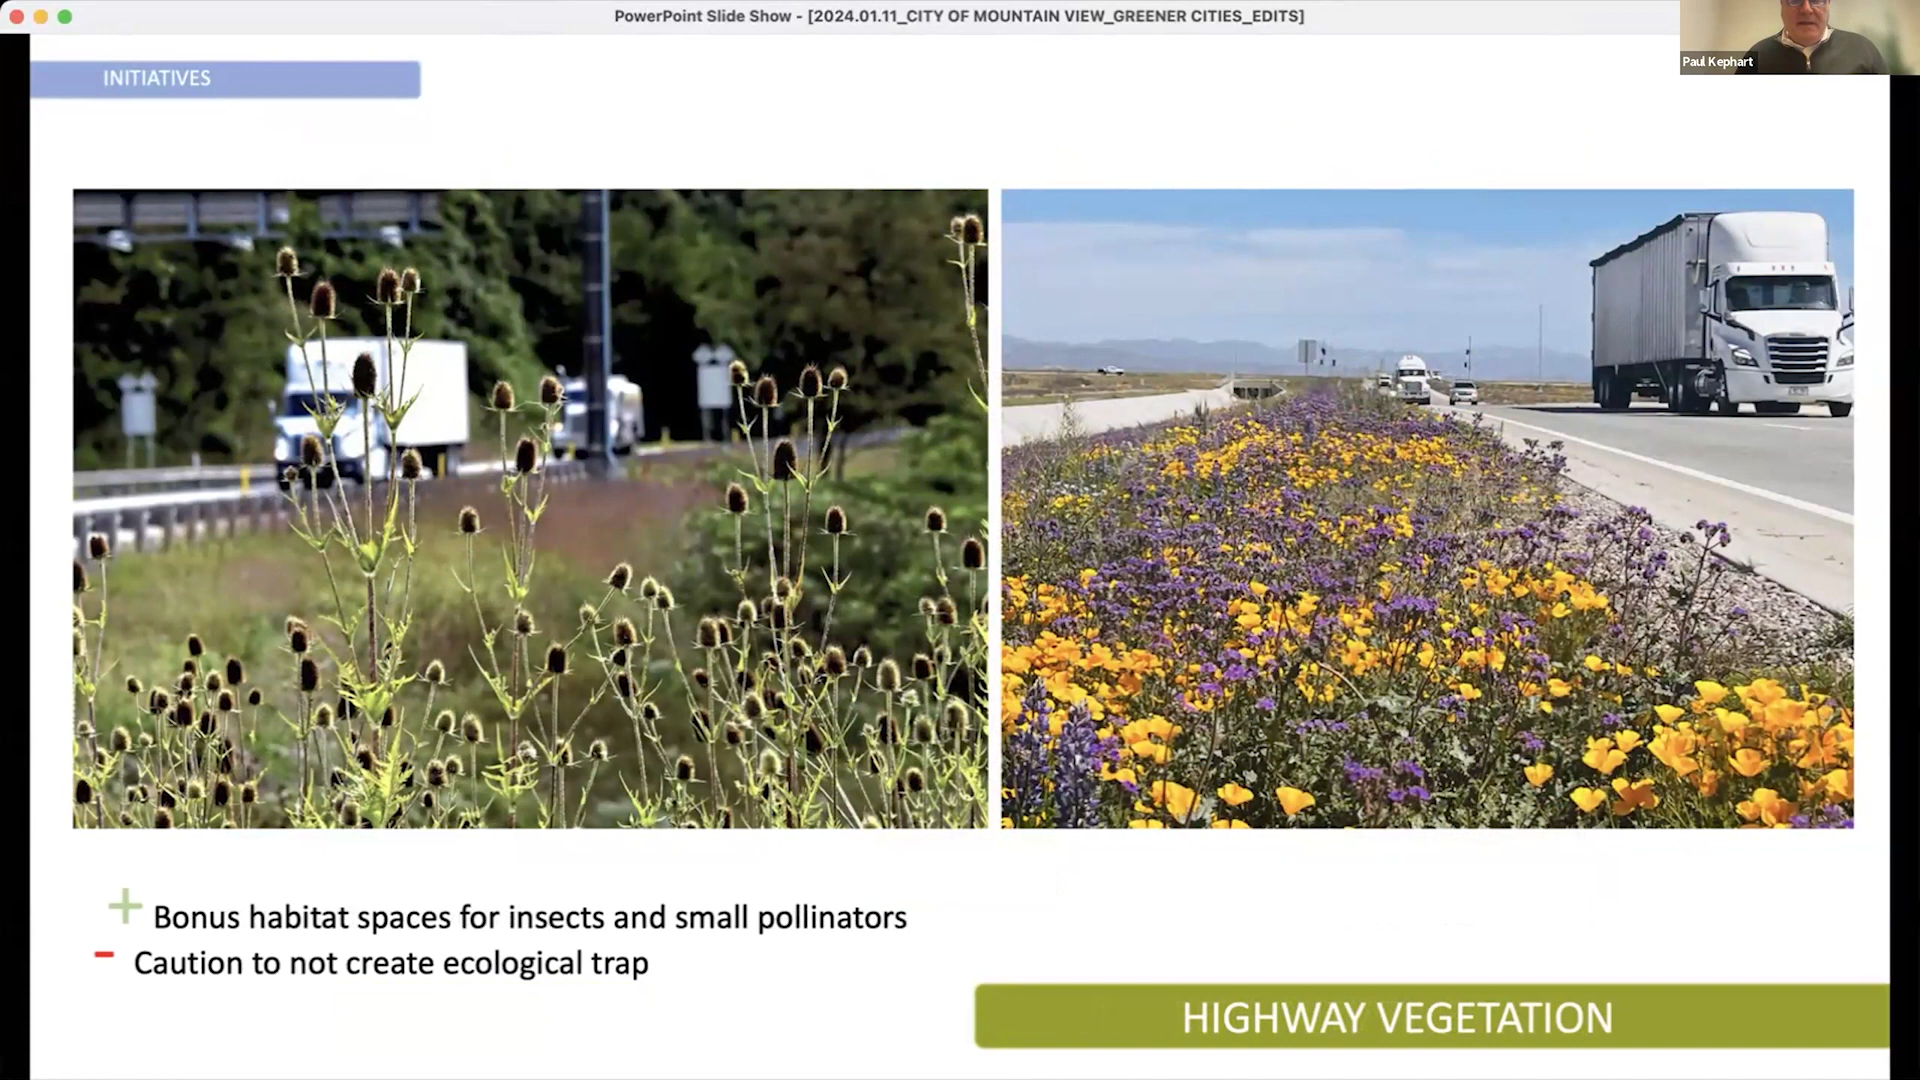 PowerPoint Slide Show - [2024.01.11_CITY OF MOUNTAIN VIEW_GREENER CITIES_EDITS]
Paul Kephart
INITIATIVES
+ Bonus habitat spaces for insects and small pollinators
- Caution to not create ecological trap
HIGHWAY VEGETATION